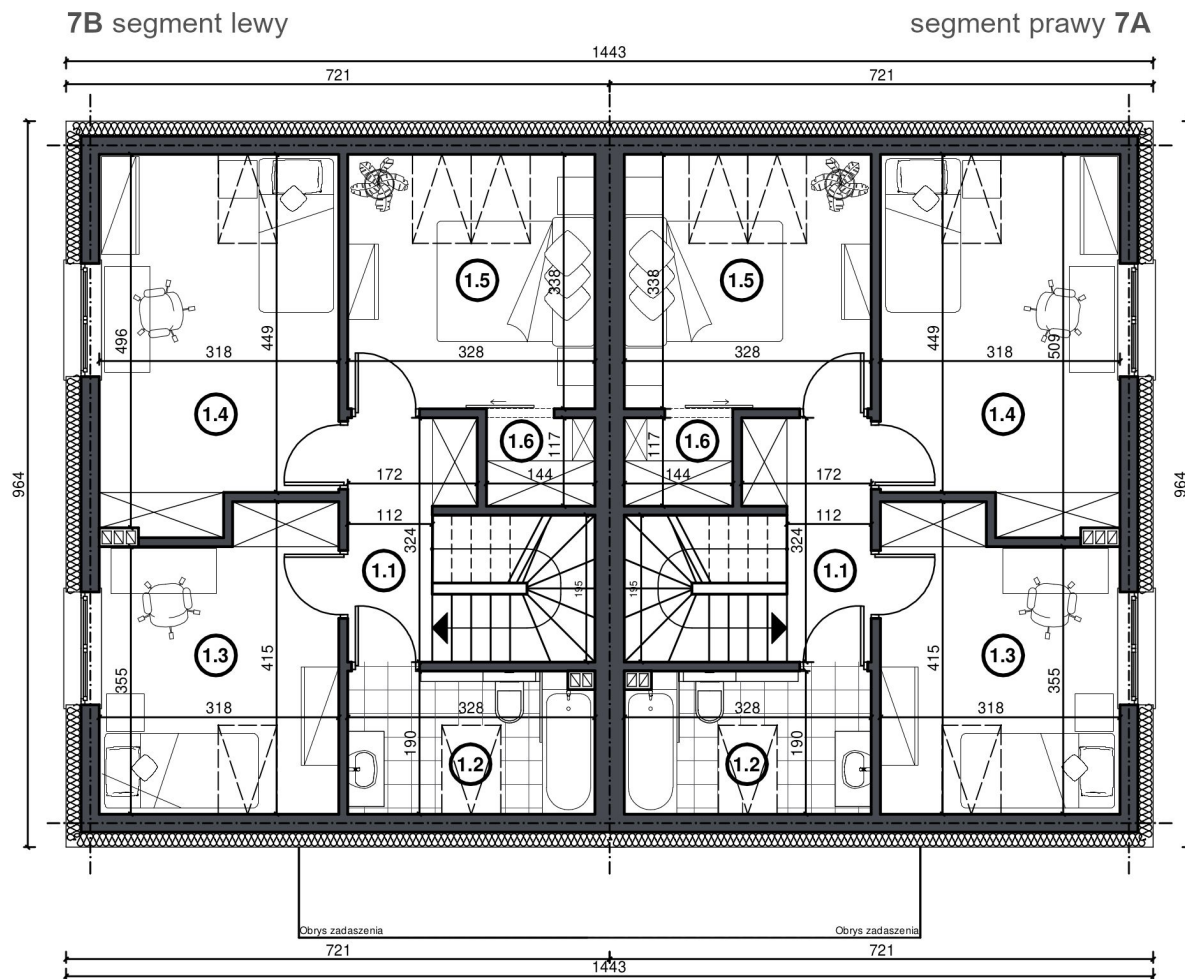 7B segment lewy
segment prawy 7A
1443
721 721
964 964
1.5 1.5
338 338
496 449 449 509
318 328 328 318
1.4 1.6 1.6 1.4
117 117
172 144 144 172
112 112
324 324
1.1 195 195 1.1
1.3 415 415 1.3
355 355
318 328 328 318
190 190
1.2 1.2
Obrys zadaszenia Obrys zadaszenia
721 721
1443